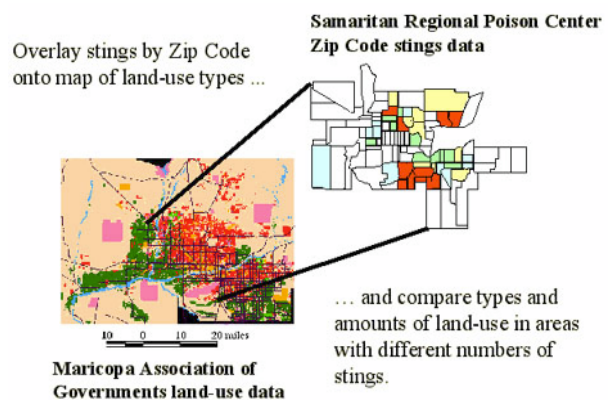 Samaritan Regional Poison Center
Zip Code stings data
Overlay stings by Zip Code
onto map of land-use types ...
10 0 10 20 miles
Maricopa Association of
Governments land-use data
… and compare types and
amounts of land-use in areas
with different numbers of
stings.